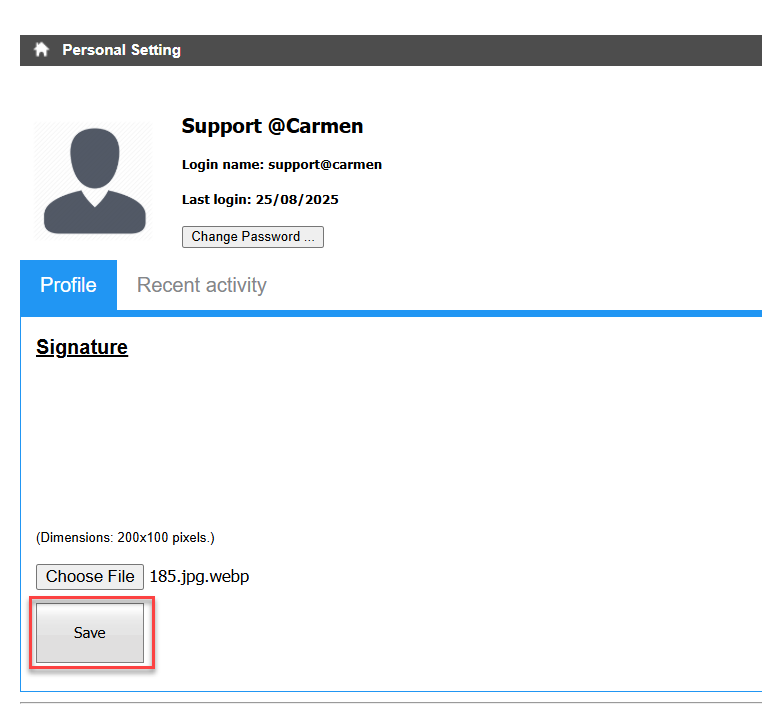 Personal Setting
Support @Carmen
Login name: support@carmen
Last login: 25/08/2025
Change Password ...
Profile
Recent activity
Signature
(Dimensions: 200x100 pixels.)
Choose File 185.jpg.webp
Save